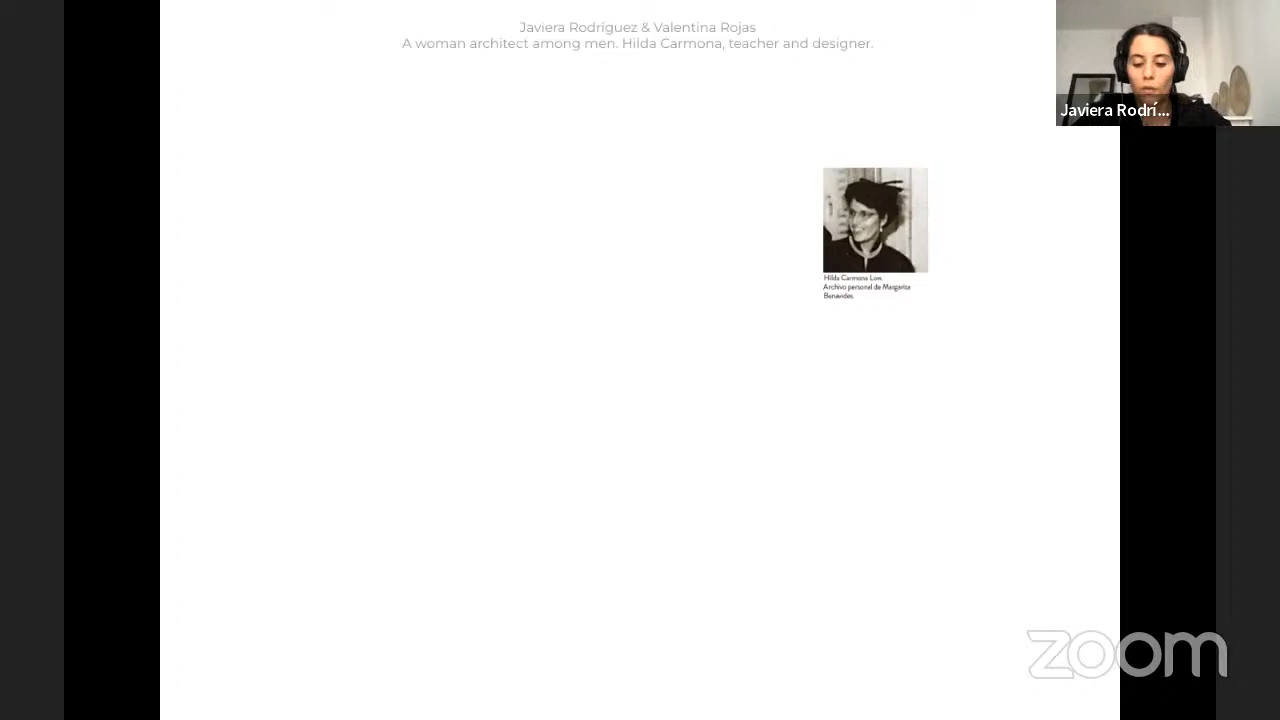 Javiera Rodríguez & Valentina Rojas
A woman architect among men. Hilda Carmona, teacher and designer.
Javiera Rodrí...
Hilda Carmona Low.
Archivo personal de Margarita
Benavides.
zoom